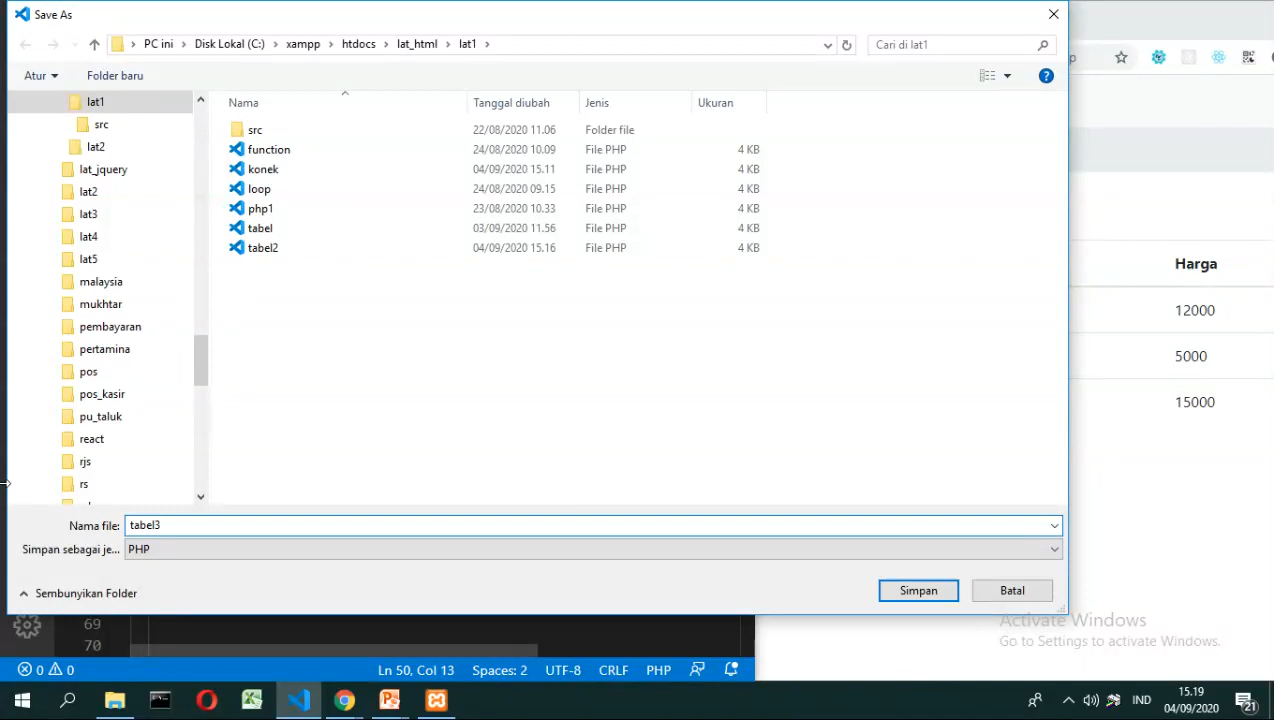 Save As
PC ini > Disk Lokal (C:) > xampp > htdocs > lat_html > lat1 >
Cari di lat1
Atur
Folder baru
Nama
Tanggal diubah
Jenis
Ukuran
src 22/08/2020 11.06 Folder file
function 24/08/2020 10.09 File PHP 4 KB
konek 04/09/2020 15.11 File PHP 4 KB
loop 24/08/2020 09.15 File PHP 4 KB
php1 23/08/2020 10.33 File PHP 4 KB
tabel 03/09/2020 11.56 File PHP 4 KB
tabel2 04/09/2020 15.16 File PHP 4 KB
lat1
src
lat2
lat_jquery
lat2
lat3
lat4
lat5
malaysia
mukhtar
pembayaran
pertamina
pos
pos_kasir
pu_taluk
react
rjs
rs
Nama file: tabel3
Simpan sebagai je... PHP
Sembunyikan Folder
Simpan
Batal
p
Harga
12000
5000
15000
Activate Windows
Go to Settings to activate Windows.
69
70
0 0
Ln 50, Col 13
Spaces: 2
UTF-8
CRLF
PHP
IND
15.19
04/09/2020
21